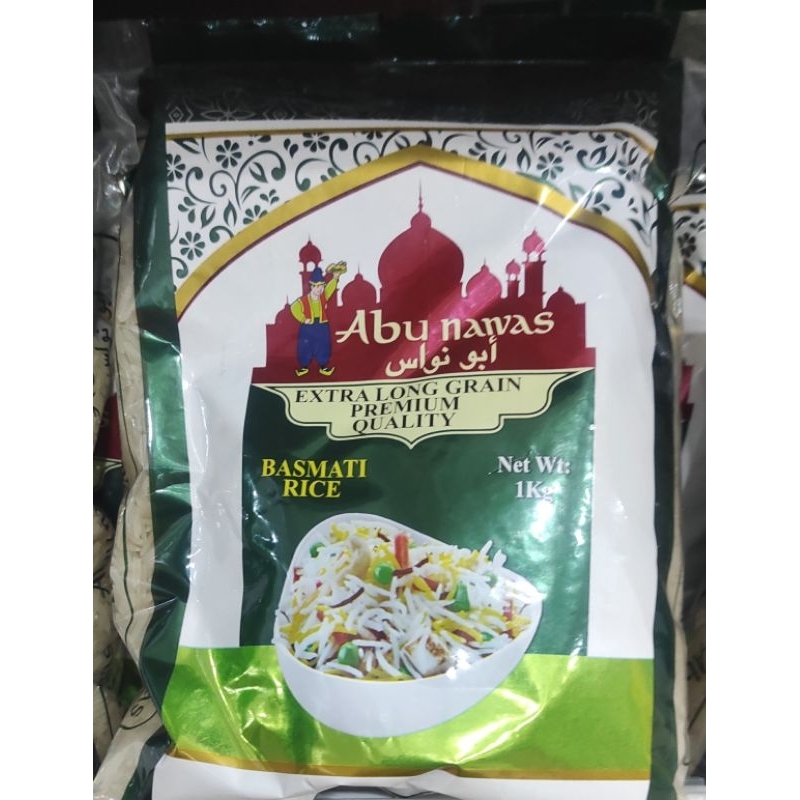 Abu nawas
أبو نواس
EXTRA LONG GRAIN
PREMIUM
QUALITY
BASMATI
RICE
Net Wt:
1Kg